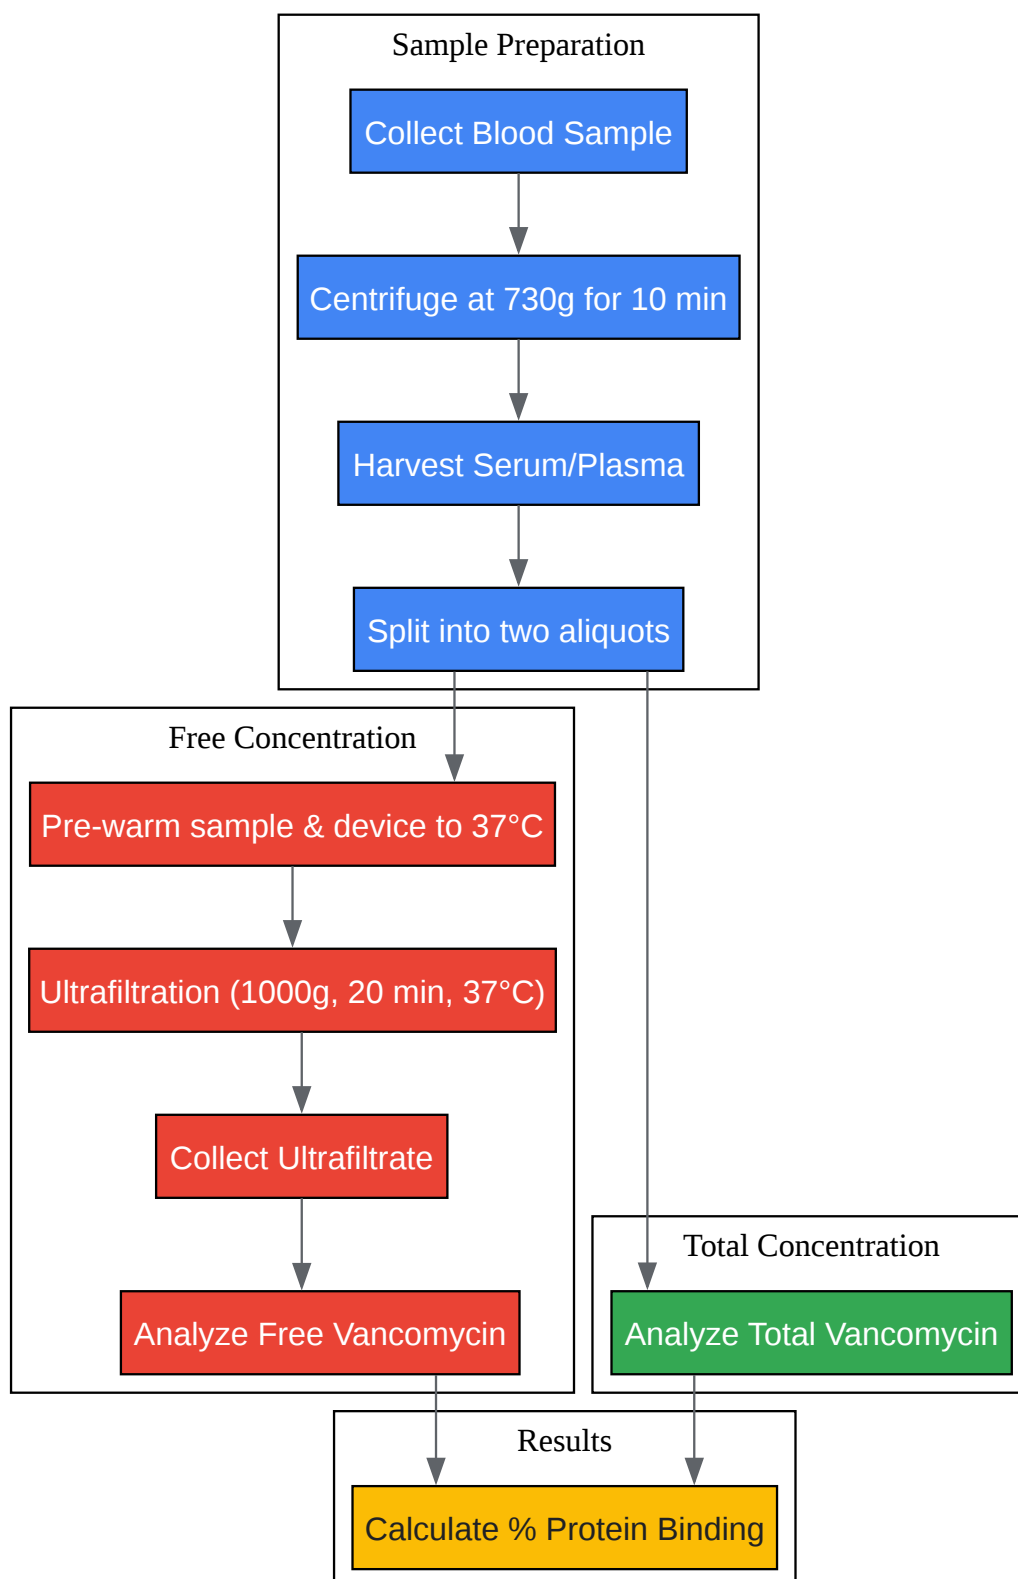 Sample Preparation
Collect Blood Sample
Centrifuge at 730g for 10 min
Harvest Serum/Plasma
Split into two aliquots
Free Concentration
Pre-warm sample & device to 37°C
Ultrafiltration (1000g, 20 min, 37°C)
Collect Ultrafiltrate
Analyze Free Vancomycin
Total Concentration
Analyze Total Vancomycin
Results
Calculate % Protein Binding